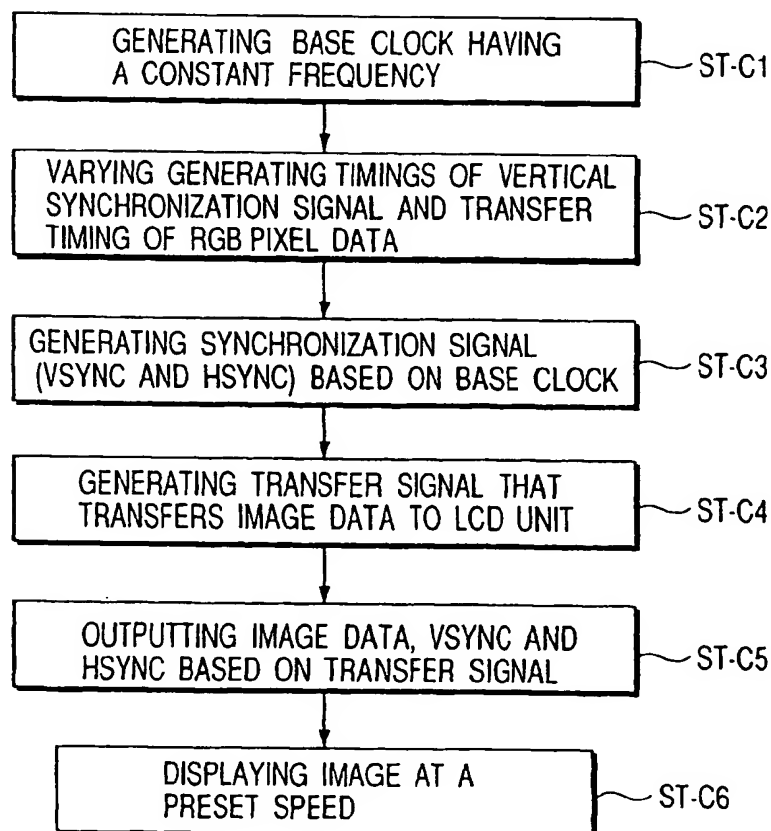 GENERATING BASE CLOCK HAVING
A CONSTANT FREQUENCY
ST-C1
VARYING GENERATING TIMINGS OF VERTICAL
SYNCHRONIZATION SIGNAL AND TRANSFER
TIMING OF RGB PIXEL DATA
ST-C2
GENERATING SYNCHRONIZATION SIGNAL
(VSYNC AND HSYNC) BASED ON BASE CLOCK
ST-C3
GENERATING TRANSFER SIGNAL THAT
TRANSFERS IMAGE DATA TO LCD UNIT
ST-C4
OUTPUTTING IMAGE DATA, VSYNC AND
HSYNC BASED ON TRANSFER SIGNAL
ST-C5
DISPLAYING IMAGE AT A
PRESET SPEED
ST-C6